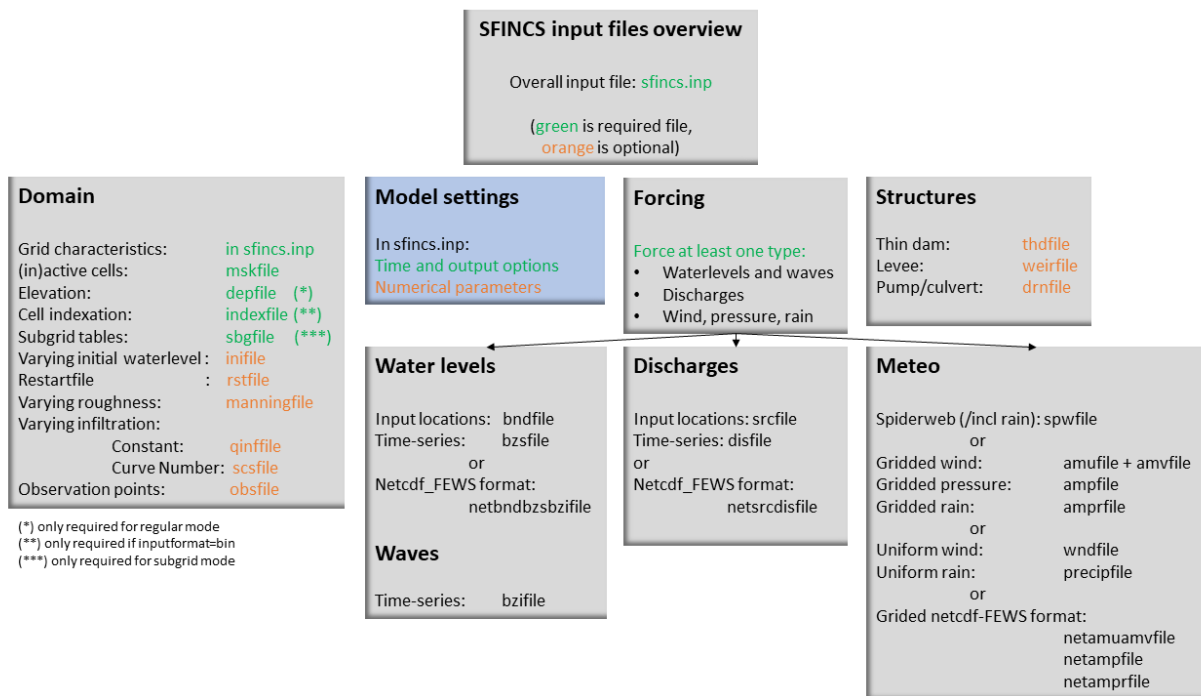 SFINCS input files overview
Overall input file: sfincs.inp
(green is required file,
orange is optional)
Domain
Grid characteristics: in sfincs.inp
(in)active cells: mskfile
Elevation: depfile (*)
Cell indexation: indexfile (**)
Subgrid tables: sbgfile (***)
Varying initial waterlevel : inifile
Restartfile : rstfile
Varying roughness: manningfile
Varying infiltration:
Constant: qinffile
Curve Number: scsfile
Observation points: obsfile
(*) only required for regular mode
(**) only required if inputformat=bin
(***) only required for subgrid mode
Model settings
In sfincs.inp:
Time and output options
Numerical parameters
Forcing
Force at least one type:
• Waterlevels and waves
• Discharges
• Wind, pressure, rain
Structures
Thin dam: thdfile
Levee: weirfile
Pump/culvert: drnfile
Water levels
Input locations: bndfile
Time-series: bzsfile
or
Netcdf_FEWS format:
netbndbzsbzifile
Waves
Time-series: bzifile
Discharges
Input locations: srcfile
Time-series: disfile
or
Netcdf_FEWS format:
netsrcdisfile
Meteo
Spiderweb (/incl rain): spwfile
or
Gridded wind: amufile + amvfile
Gridded pressure: ampfile
Gridded rain: amprfile
or
Uniform wind: wndfile
Uniform rain: precipfile
or
Grided netcdf-FEWS format:
netamuamvfile
netampfile
netamprfile